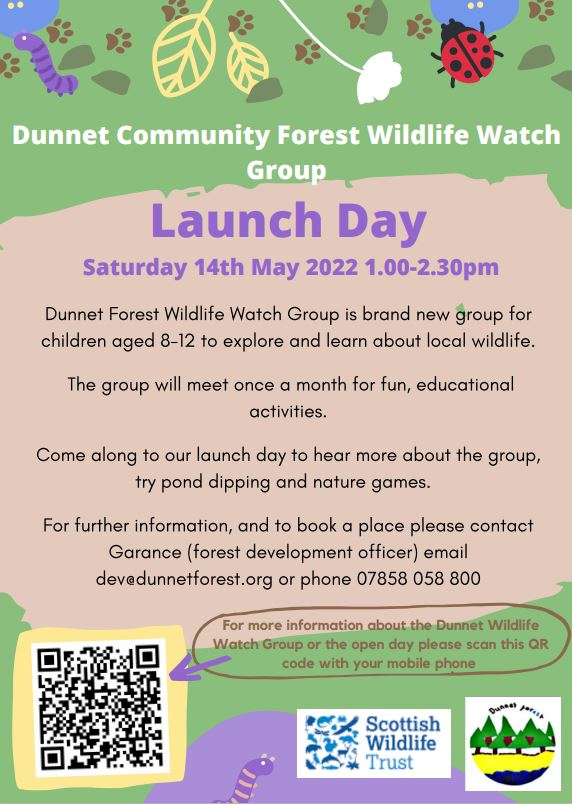 Dunnet Community Forest Wildlife Watch
Group
Launch Day
Saturday 14th May 2022 1.00-2.30pm
Dunnet Forest Wildlife Watch Group is brand new group for
children aged 8-12 to explore and learn about local wildlife.
The group will meet once a month for fun, educational
activities.
Come along to our launch day to hear more about the group,
try pond dipping and nature games.
For further information, and to book a place please contact
Garance (forest development officer) email
dev@dunnetforest.org or phone 07858 058 800
For more information about the Dunnet Wildlife
Watch Group or the open day please scan this QR
code with your mobile phone
Scottish
Wildlife
Trust
Dunnet forest